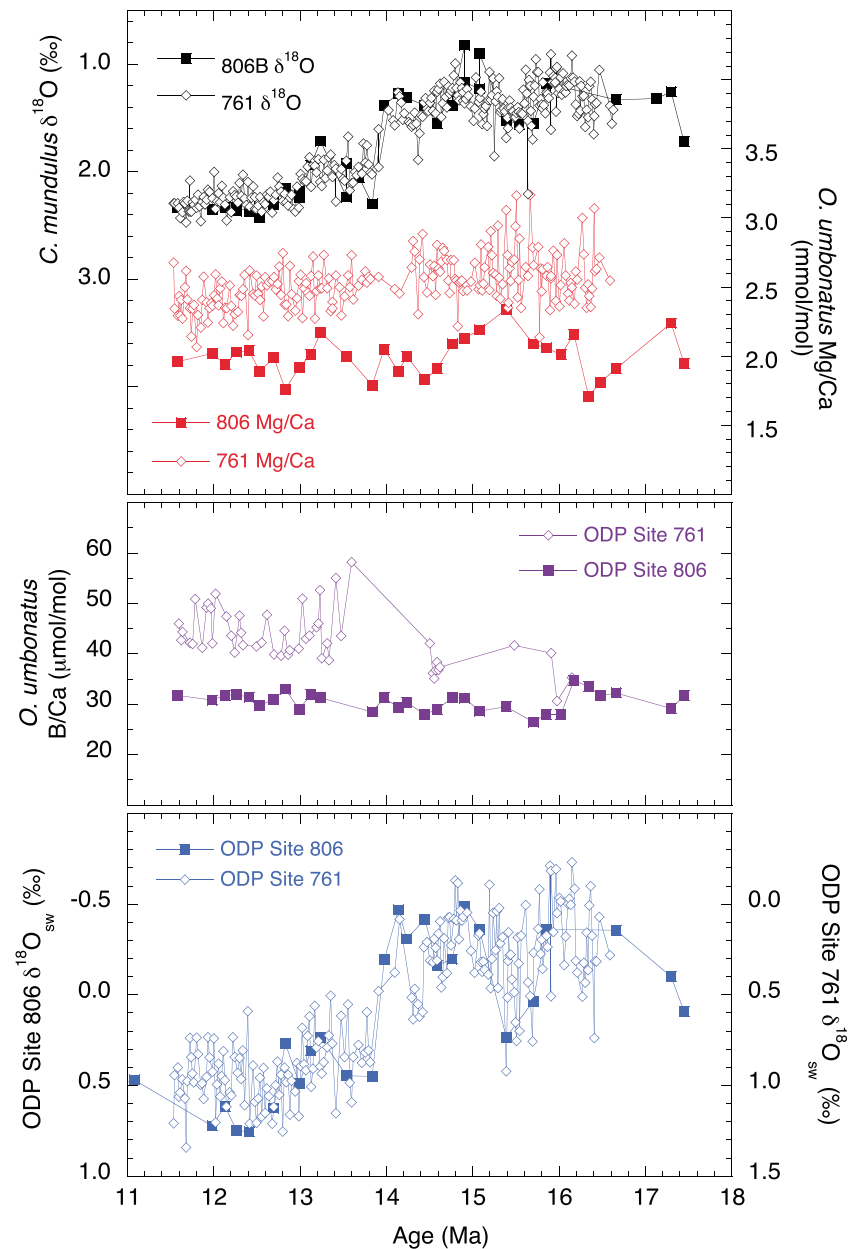 806B δ18O
761 δ18O
C. mundulus δ18O (‰)
1.0
2.0
3.0
3.5
3.0
2.5
2.0
1.5
O. umbonatus Mg/Ca
(mmol/mol)
806 Mg/Ca
761 Mg/Ca
ODP Site 761
ODP Site 806
O. umbonatus
B/Ca (μmol/mol)
60
50
40
30
20
ODP Site 806
ODP Site 761
ODP Site 806 δ18Osw (‰)
-0.5
0.0
0.5
1.0
0.0
0.5
1.0
1.5
ODP Site 761 δ18Osw (‰)
11 12 13 14 15 16 17 18
Age (Ma)